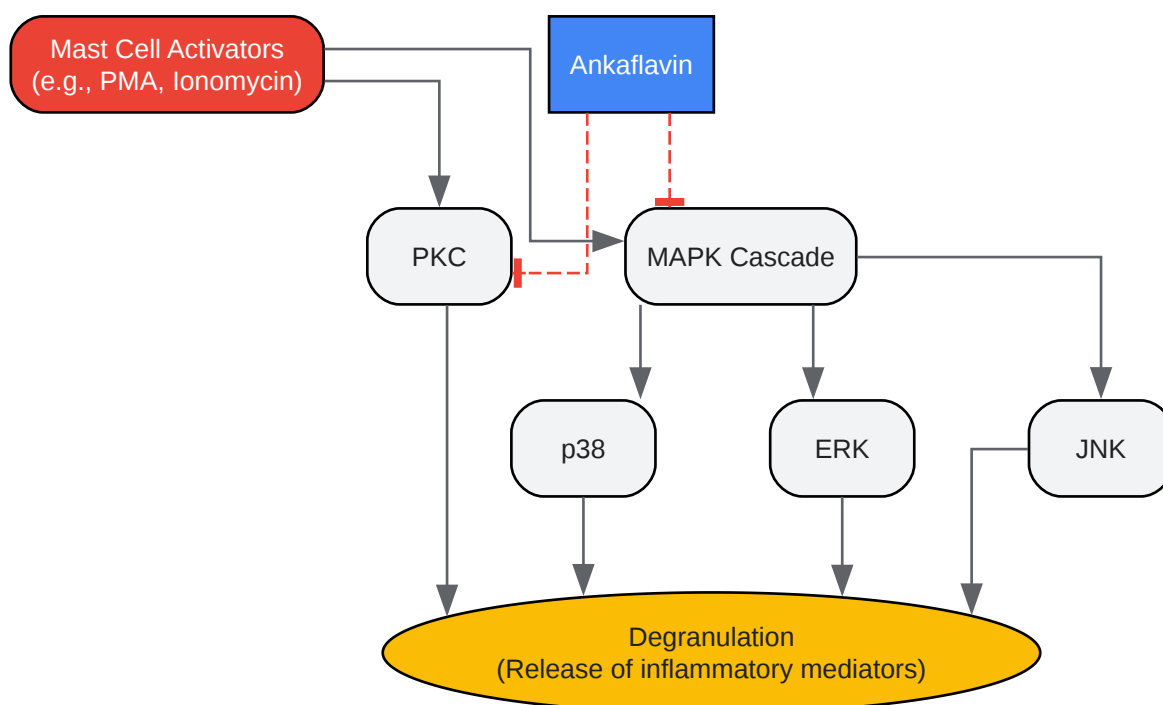 Mast Cell Activators
(e.g., PMA, Ionomycin)
Ankaflavin
PKC
MAPK Cascade
p38
ERK
JNK
Degranulation
(Release of inflammatory mediators)